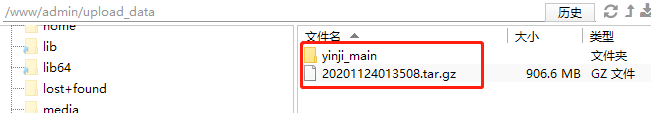 /www/admin/upload_data 历史
home
lib
lib64
lost+found
media
文件名 大小 类型
yinji_main 文件夹
20201124013508.tar.gz 906.6 MB GZ 文件